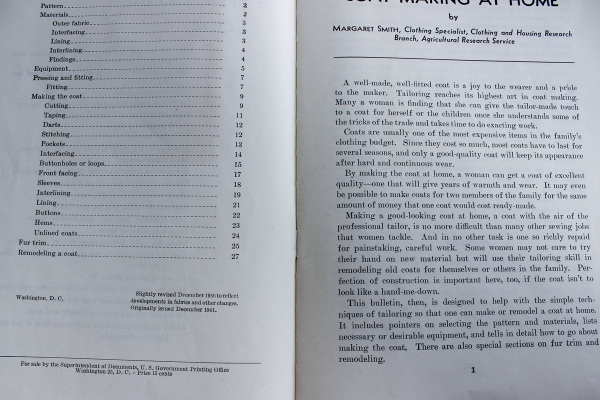 Pattern 2
Materials 2
Outer fabric 3
Interfacing 3
Lining 3
Interlining 4
Findings 4
Equipment 5
Pressing and fitting 7
Fitting 7
Making the coat 9
Cutting 9
Taping 11
Darts 12
Stitching 12
Pockets 13
Interfacing 14
Buttonholes or loops 15
Front facing 17
Sleeves 18
Interlining 19
Lining 21
Buttons 22
Hems 23
Unlined coats 24
Fur trim 25
Remodeling a coat 27
Washington, D. C.
Slightly revised December to reflect
developments in fabrics and other changes.
Originally issued December 1941.
For sale by the Superintendent of Documents, U. S. Government Printing Office
Washington 25, D. C. - Price 15 cents
MAKING AT HOME
by
MARGARET SMITH, Clothing Specialist, Clothing and Housing Research
Branch, Agricultural Research Service
A well-made, well-fitted coat is a joy to the wearer and a pride
to the maker. Tailoring reaches its highest art in coat making.
Many a woman is finding that she can give the tailor-made touch
to a coat for herself or the children once she understands some of
the tricks of the trade and takes time to do exacting work.
Coats are usually one of the most expensive items in the family's
clothing budget. Since they cost so much, most coats have to last for
several seasons, and only a good-quality coat will keep its appearance
after hard and continuous wear.
By making the coat at home, a woman can get a coat of excellent
quality—one that will give years of warmth and wear. It may even
be possible to make coats for two members of the family for the same
amount of money that one coat would cost ready-made.
Making a good-looking coat at home, a coat with the air of the
professional tailor, is no more difficult than many other sewing jobs
that women tackle. And in no other task is one so richly repaid
for painstaking, careful work. Some women may not care to try
their hand on new material but will use their tailoring skill in
remodeling old coats for themselves or others in the family. Per-
fection of construction is important here, too, if the coat isn't to
look like a hand-me-down.
This bulletin, then, is designed to help with the simple tech-
niques of tailoring so that one can make or remodel a coat at home.
It includes pointers on selecting the pattern and materials, lists
necessary or desirable equipment, and tells in detail how to go about
making the coat. There are also special sections on fur trim and
remodeling.
1